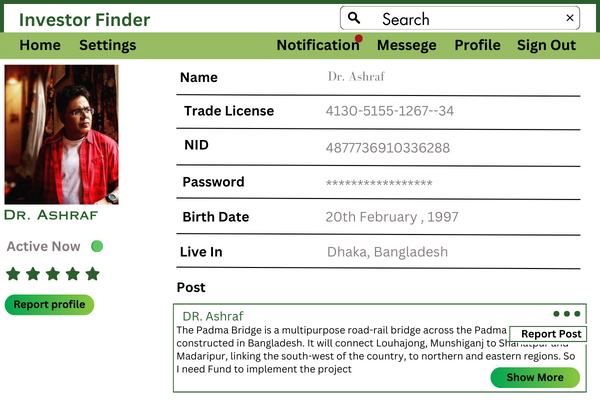 Investor Finder
Search ×
Home Settings Notification Messege Profile Sign Out
Name Dr. Ashraf
Trade License 4130-5155-1267--34
NID 4877736910336288
Password *****************
Birth Date 20th February , 1997
Live In Dhaka, Bangladesh
DR. ASHRAF
Active Now
Report profile
Post
DR. Ashraf
The Padma Bridge is a multipurpose road-rail bridge across the Padma
Report Post
constructed in Bangladesh. It will connect Louhajong, Munshiganj to Shariatpur and
Madaripur, linking the south-west of the country, to northern and eastern regions. So
I need Fund to implement the project
Show More